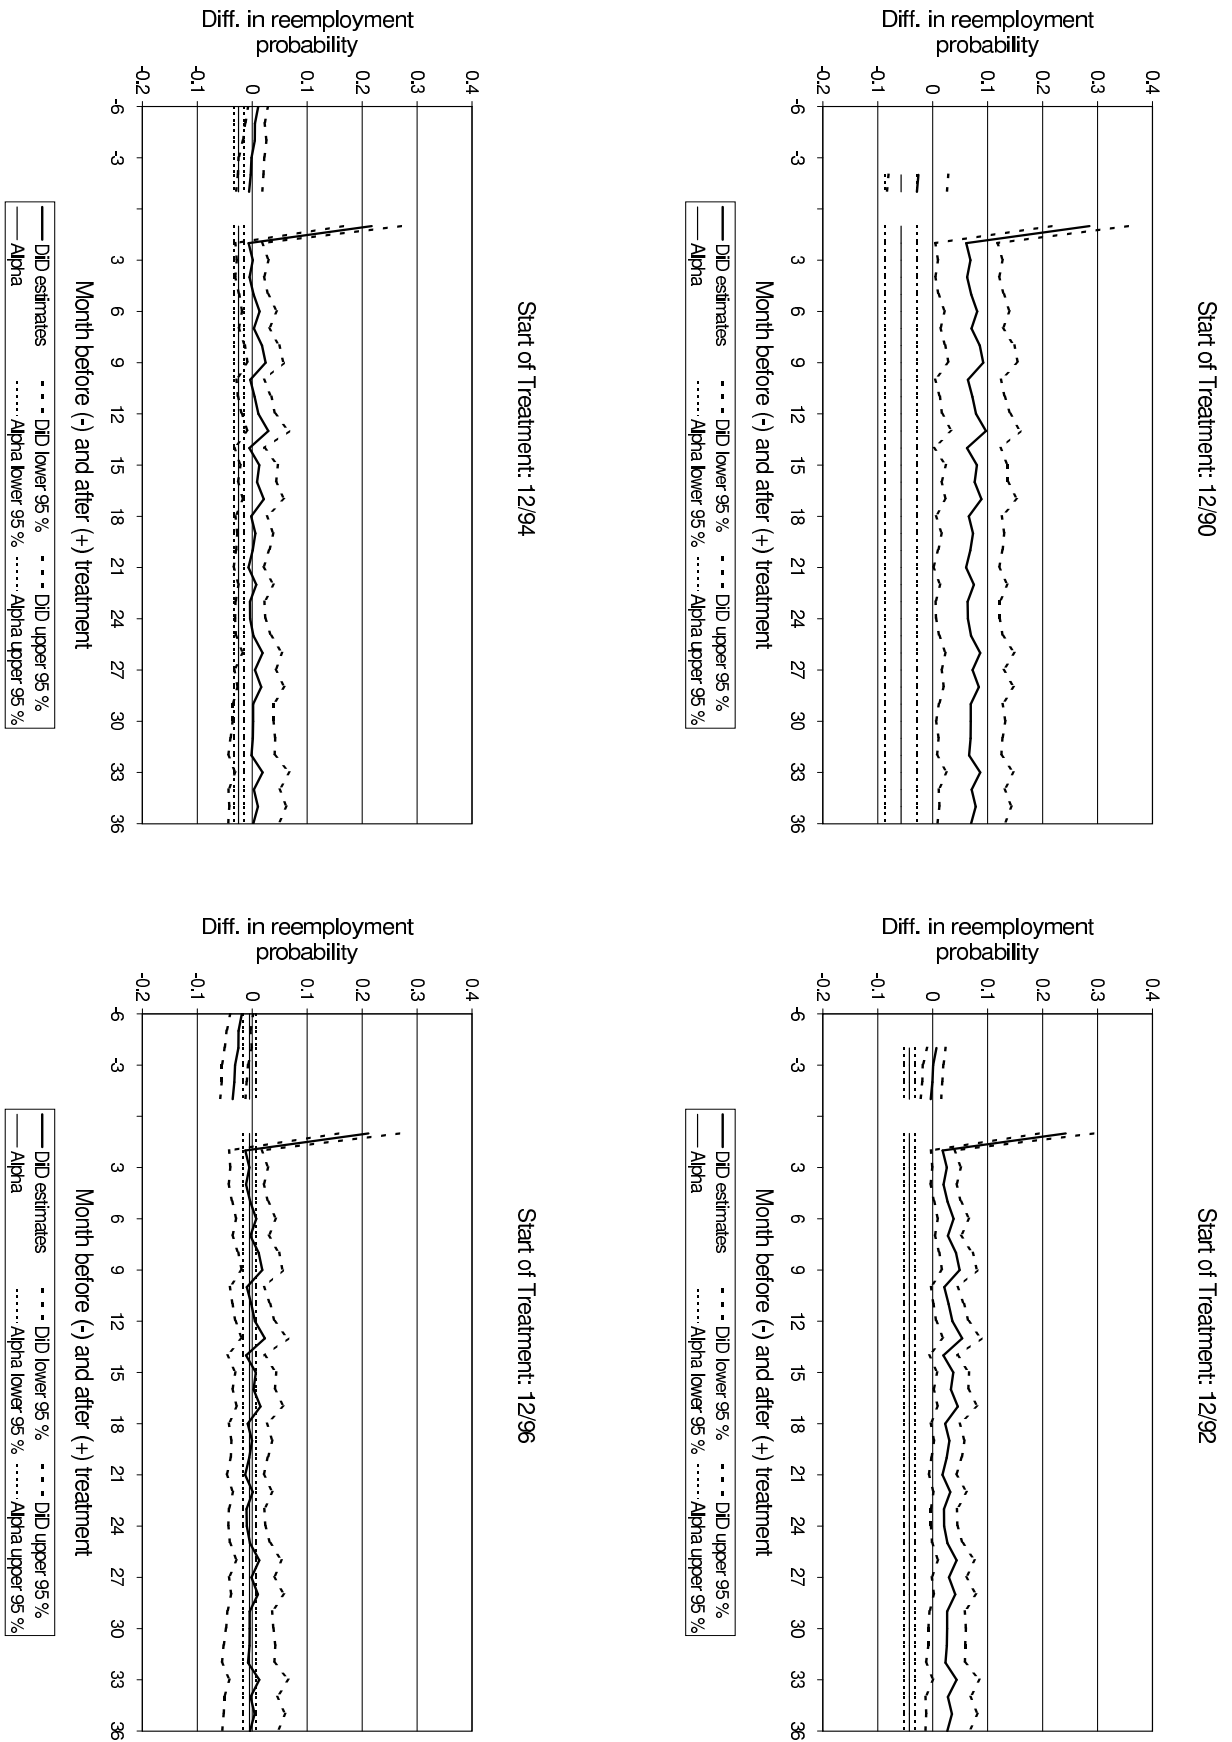 Start of Treatment: 12/90
Diff. in reemployment
probability
0.4
0.3
0.2
0.1
0
-0.1
-0.2
-6 -3 3 6 9 12 15 18 21 24 27 30 33 36
Month before (-) and after (+) treatment
DiD estimates DiD lower 95 % DiD upper 95 %
Alpha Alpha lower 95 % Alpha upper 95 %
Start of Treatment: 12/92
Diff. in reemployment
probability
0.4
0.3
0.2
0.1
0
-0.1
-0.2
-6 -3 3 6 9 12 15 18 21 24 27 30 33 36
Month before (-) and after (+) treatment
DiD estimates DiD lower 95 % DiD upper 95 %
Alpha Alpha lower 95 % Alpha upper 95 %
Start of Treatment: 12/94
Diff. in reemployment
probability
0.4
0.3
0.2
0.1
0
-0.1
-0.2
-6 -3 3 6 9 12 15 18 21 24 27 30 33 36
Month before (-) and after (+) treatment
DiD estimates DiD lower 95 % DiD upper 95 %
Alpha Alpha lower 95 % Alpha upper 95 %
Start of Treatment: 12/96
Diff. in reemployment
probability
0.4
0.3
0.2
0.1
0
-0.1
-0.2
-6 -3 3 6 9 12 15 18 21 24 27 30 33 36
Month before (-) and after (+) treatment
DiD estimates DiD lower 95 % DiD upper 95 %
Alpha Alpha lower 95 % Alpha upper 95 %